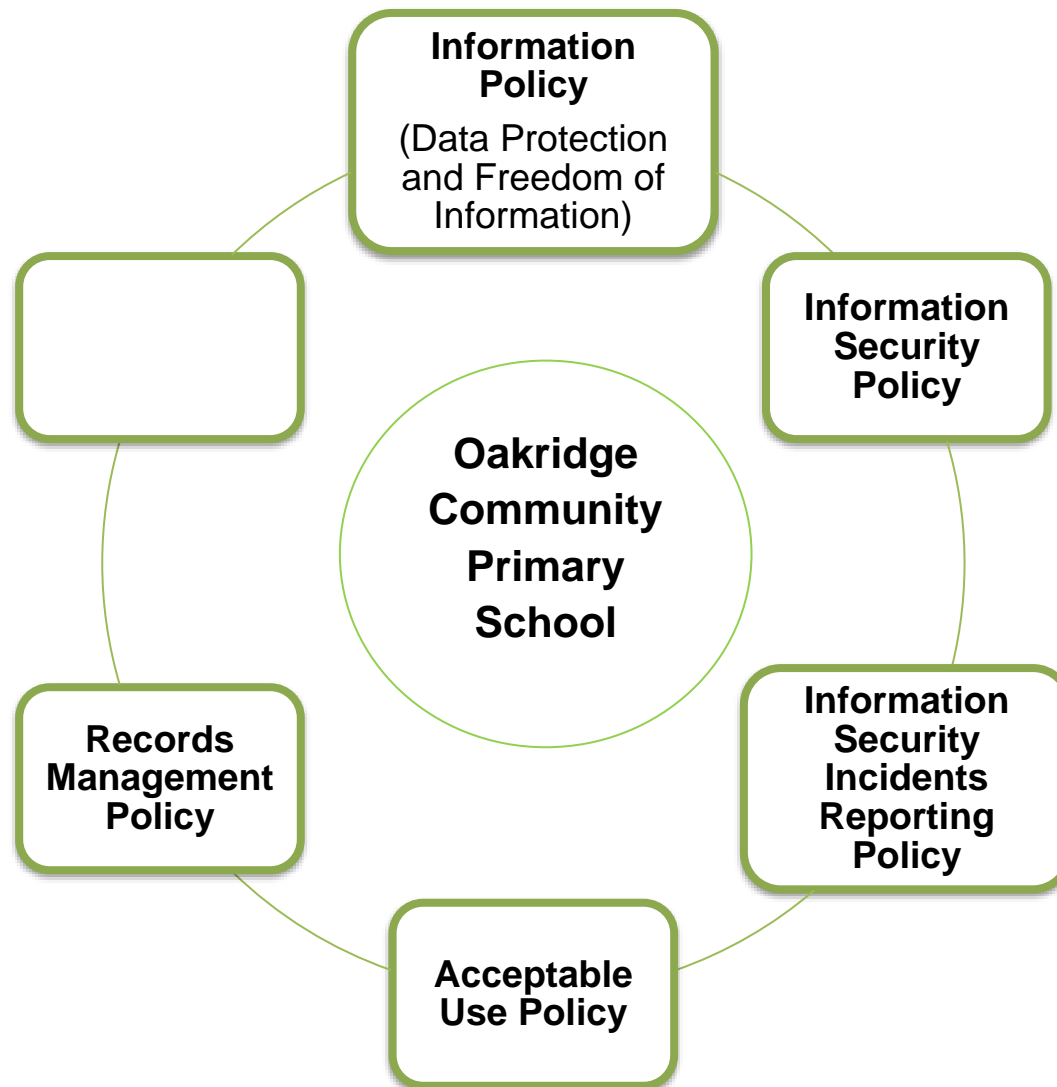 Information
Policy
(Data Protection
and Freedom of
Information)
Information
Security
Policy
Oakridge
Community
Primary
School
Records
Management
Policy
Information
Security
Incidents
Reporting
Policy
Acceptable
Use Policy